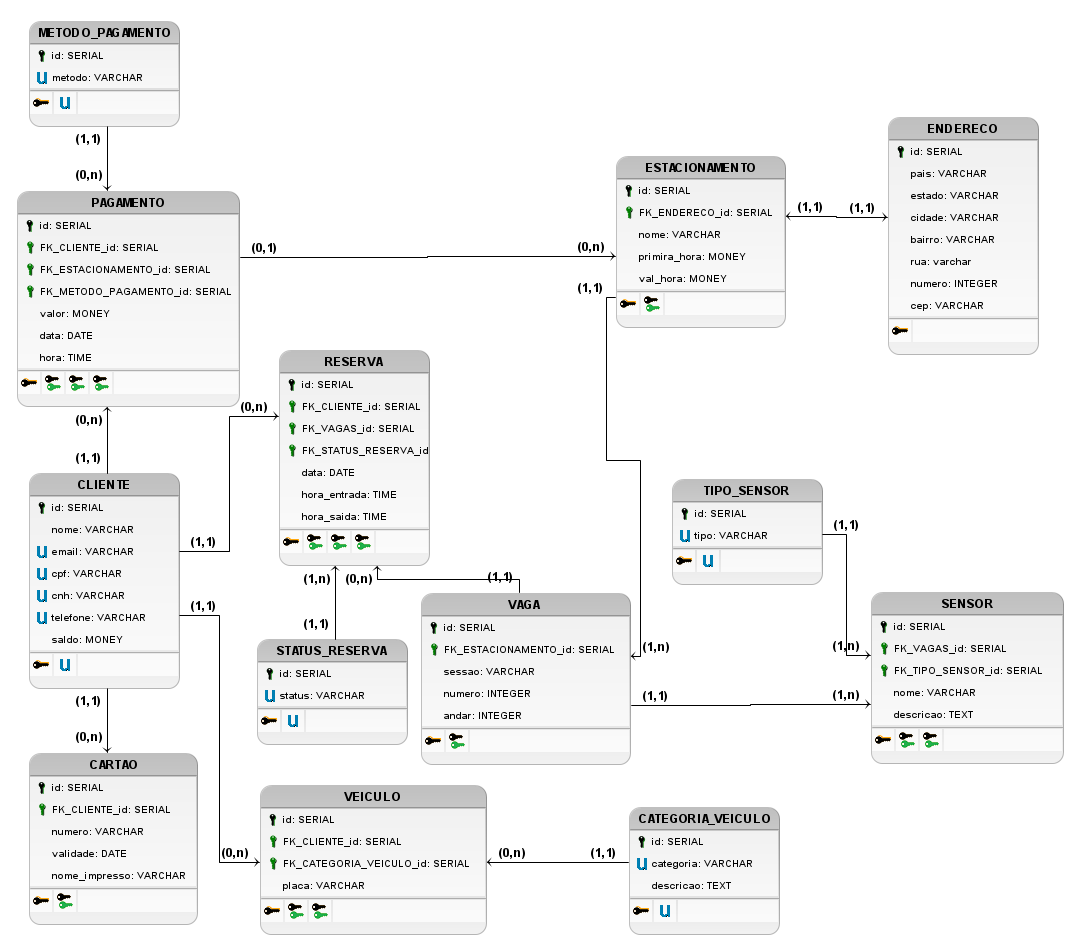 METODO_PAGAMENTO
id: SERIAL
U metodo: VARCHAR
U
(1,1)
(0,n)
PAGAMENTO
id: SERIAL
FK_CLIENTE_id: SERIAL
FK_ESTACIONAMENTO_id: SERIAL
FK_METODO_PAGAMENTO_id: SERIAL
valor: MONEY
data: DATE
hora: TIME
(0,1)
(0,n)
ESTACIONAMENTO
id: SERIAL
FK_ENDERECO_id: SERIAL
nome: VARCHAR
primira_hora: MONEY
val_hora: MONEY
(1,1)
(1,1)
ENDERECO
id: SERIAL
pais: VARCHAR
estado: VARCHAR
cidade: VARCHAR
bairro: VARCHAR
rua: varchar
numero: INTEGER
cep: VARCHAR
(1,1)
(1,n)
(0,n)
(1,1)
CLIENTE
id: SERIAL
nome: VARCHAR
U email: VARCHAR
U cpf: VARCHAR
U cnh: VARCHAR
U telefone: VARCHAR
saldo: MONEY
U
(1,1)
(0,n)
RESERVA
id: SERIAL
FK_CLIENTE_id: SERIAL
FK_VAGAS_id: SERIAL
FK_STATUS_RESERVA_id
data: DATE
hora_entrada: TIME
hora_saida: TIME
(1,n)
(1,1)
(0,n)
(1,1)
STATUS_RESERVA
id: SERIAL
U status: VARCHAR
U
VAGA
id: SERIAL
FK_ESTACIONAMENTO_id: SERIAL
sessao: VARCHAR
numero: INTEGER
andar: INTEGER
(1,1)
(1,n)
TIPO_SENSOR
id: SERIAL
U tipo: VARCHAR
U
(1,1)
(1,n)
SENSOR
id: SERIAL
FK_VAGAS_id: SERIAL
FK_TIPO_SENSOR_id: SERIAL
nome: VARCHAR
descricao: TEXT
(1,1)
(0,n)
CARTAO
id: SERIAL
FK_CLIENTE_id: SERIAL
numero: VARCHAR
validade: DATE
nome_impresso: VARCHAR
(1,1)
(0,n)
VEICULO
id: SERIAL
FK_CLIENTE_id: SERIAL
FK_CATEGORIA_VEICULO_id: SERIAL
placa: VARCHAR
(0,n)
(1,1)
CATEGORIA_VEICULO
id: SERIAL
U categoria: VARCHAR
descricao: TEXT
U